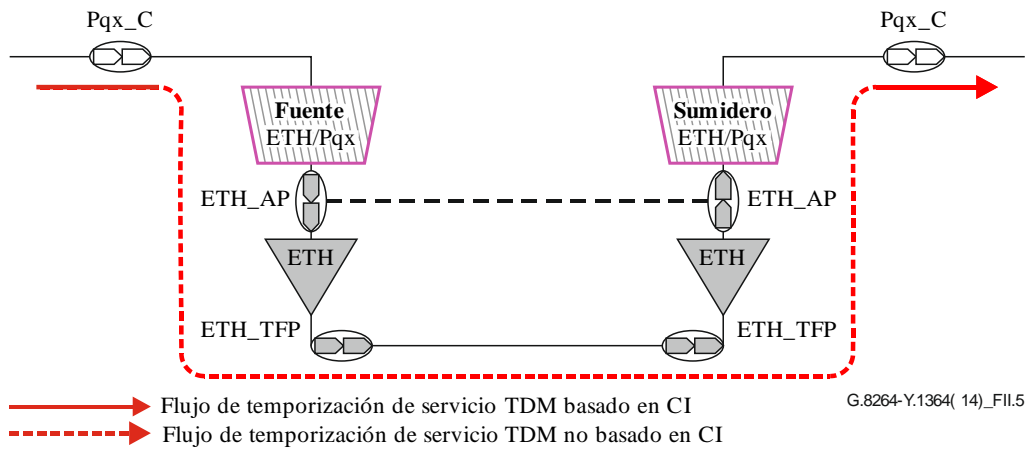 Pqx_C
Pqx_C
Fuente
ETH/Pqx
Sumidero
ETH/Pqx
ETH_AP
ETH_AP
ETH
ETH
ETH_TFP
ETH_TFP
Flujo de temporización de servicio TDM basado en CI
G.8264-Y.1364( 14)_FII.5
Flujo de temporización de servicio TDM no basado en CI